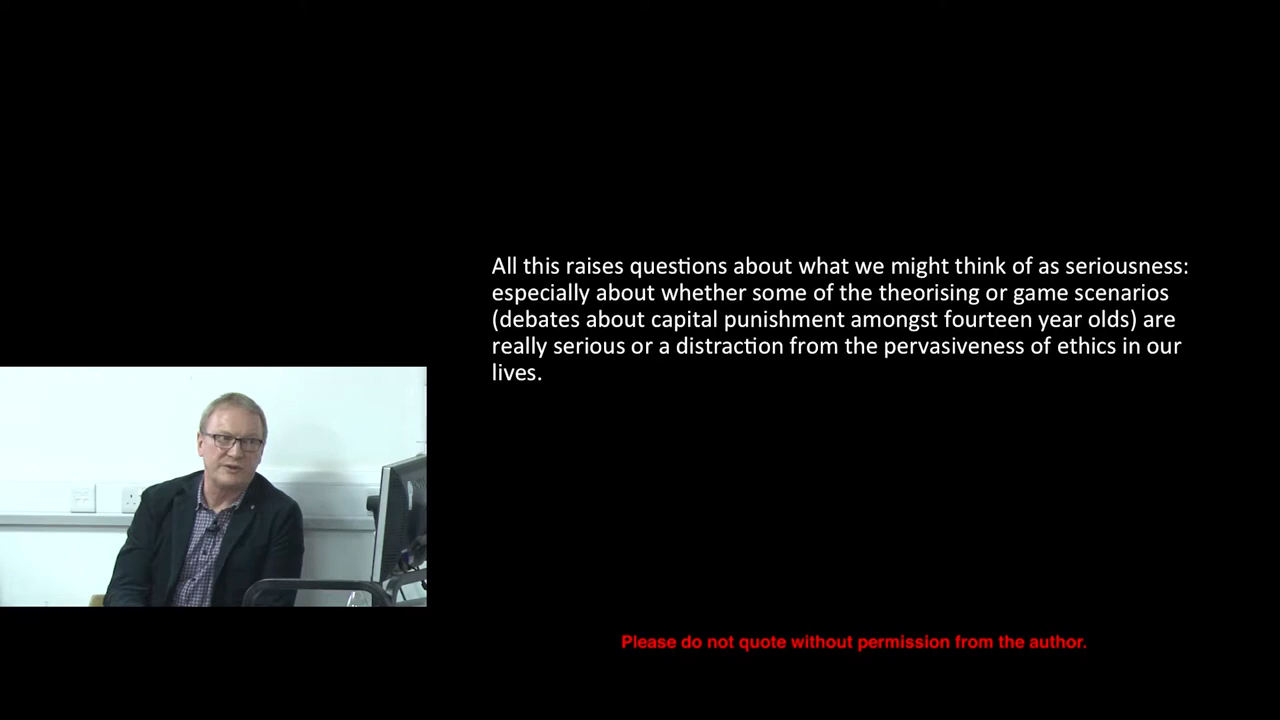 All this raises questions about what we might think of as seriousness:
especially about whether some of the theorising or game scenarios
(debates about capital punishment amongst fourteen year olds) are
really serious or a distraction from the pervasiveness of ethics in our
lives.
Please do not quote without permission from the author.